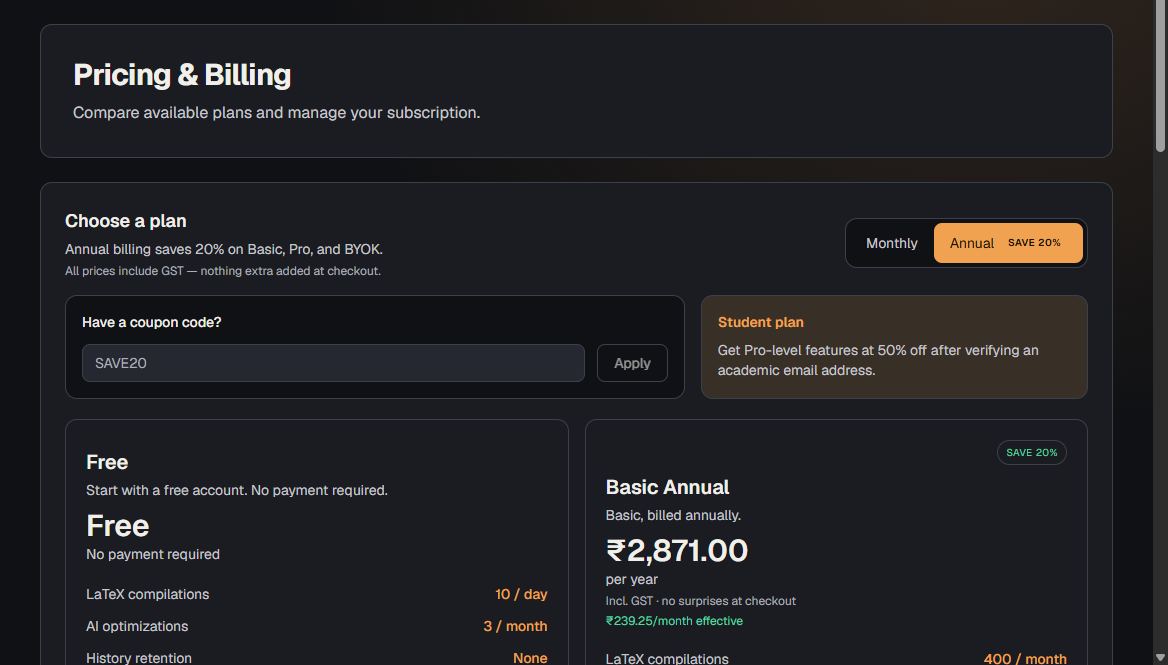 Pricing & Billing
Compare available plans and manage your subscription.
Choose a plan
Annual billing saves 20% on Basic, Pro, and BYOK.
All prices include GST — nothing extra added at checkout.
Monthly
Annual SAVE 20%
Have a coupon code?
SAVE20
Apply
Student plan
Get Pro-level features at 50% off after verifying an
academic email address.
Free
Start with a free account. No payment required.
Free
No payment required
LaTeX compilations 10 / day
AI optimizations 3 / month
History retention None
SAVE 20%
Basic Annual
Basic, billed annually.
₹2,871.00
per year
Incl. GST · no surprises at checkout
₹239.25/month effective
LaTeX compilations 400 / month